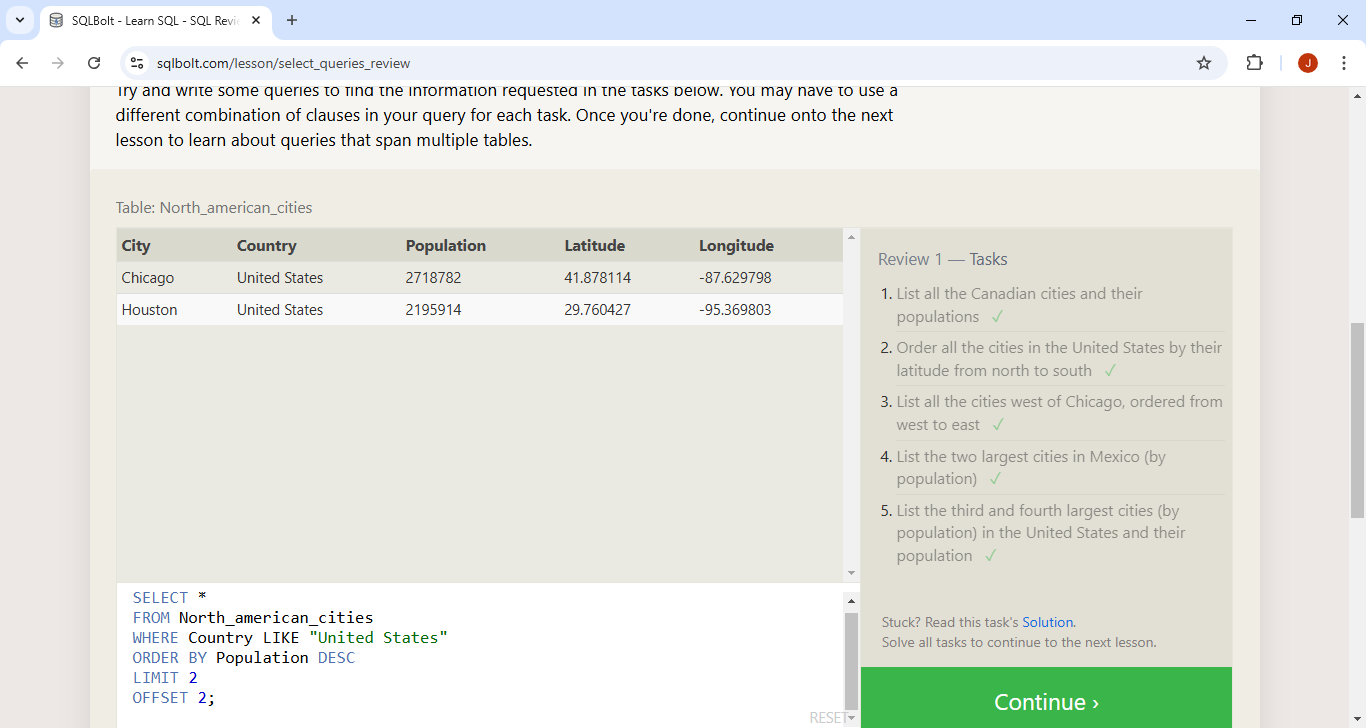 SQLBolt - Learn SQL - SQL Revie
sqlbolt.com/lesson/select_queries_review
J
Try and write some queries to find the information requested in the tasks below. You may have to use a
different combination of clauses in your query for each task. Once you're done, continue onto the next
lesson to learn about queries that span multiple tables.
Table: North_american_cities
City Country Population Latitude Longitude
Chicago United States 2718782 41.878114 -87.629798
Houston United States 2195914 29.760427 -95.369803
SELECT *
FROM North_american_cities
WHERE Country LIKE "United States"
ORDER BY Population DESC
LIMIT 2
OFFSET 2;
RESET
Review 1 — Tasks
1. List all the Canadian cities and their
populations ✓
2. Order all the cities in the United States by their
latitude from north to south ✓
3. List all the cities west of Chicago, ordered from
west to east ✓
4. List the two largest cities in Mexico (by
population) ✓
5. List the third and fourth largest cities (by
population) in the United States and their
population ✓
Stuck? Read this task's Solution.
Solve all tasks to continue to the next lesson.
Continue ›